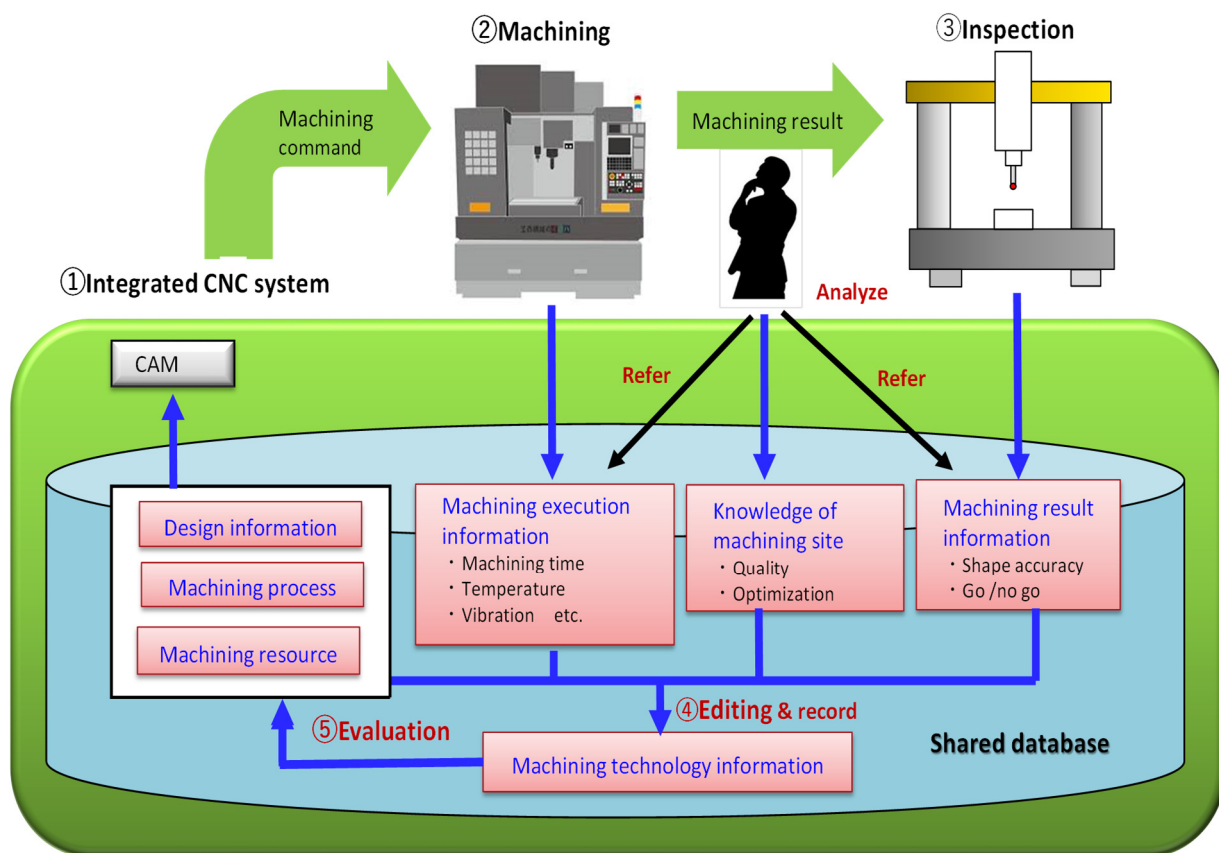 ②Machining
③Inspection
Machining
command
Machining result
①Integrated CNC system
Analyze
CAM
Refer
Refer
Design information
Machining process
Machining resource
Machining execution
information
・Machining time
・Temperature
・Vibration etc.
Knowledge of
machining site
・Quality
・Optimization
Machining result
information
・Shape accuracy
・Go /no go
④Editing & record
⑤Evaluation
Machining technology information
Shared database